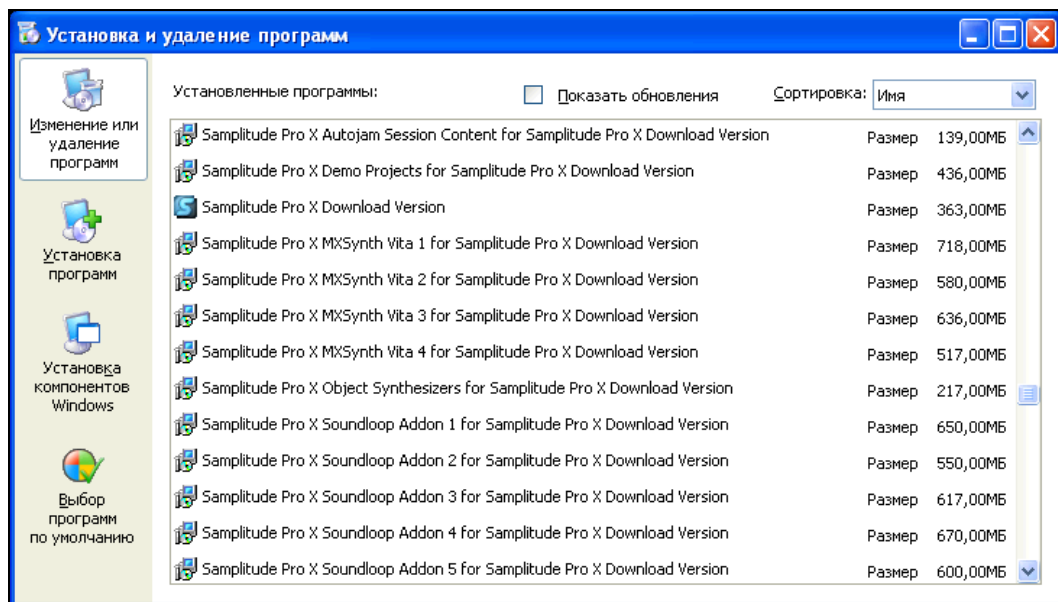 Установка и удаление программ
Изменение или
удаление
программ
Установка
программ
Установка
компонентов
Windows
Выбор
программ
по умолчанию
Установленные программы:
Показать обновления
Сортировка: Имя
Samplitude Pro X Autojam Session Content for Samplitude Pro X Download Version Размер 139,00МБ
Samplitude Pro X Demo Projects for Samplitude Pro X Download Version Размер 436,00МБ
Samplitude Pro X Download Version Размер 363,00МБ
Samplitude Pro X MXSynth Vita 1 for Samplitude Pro X Download Version Размер 718,00МБ
Samplitude Pro X MXSynth Vita 2 for Samplitude Pro X Download Version Размер 580,00МБ
Samplitude Pro X MXSynth Vita 3 for Samplitude Pro X Download Version Размер 636,00МБ
Samplitude Pro X MXSynth Vita 4 for Samplitude Pro X Download Version Размер 517,00МБ
Samplitude Pro X Object Synthesizers for Samplitude Pro X Download Version Размер 217,00МБ
Samplitude Pro X Soundloop Addon 1 for Samplitude Pro X Download Version Размер 650,00МБ
Samplitude Pro X Soundloop Addon 2 for Samplitude Pro X Download Version Размер 550,00МБ
Samplitude Pro X Soundloop Addon 3 for Samplitude Pro X Download Version Размер 617,00МБ
Samplitude Pro X Soundloop Addon 4 for Samplitude Pro X Download Version Размер 670,00МБ
Samplitude Pro X Soundloop Addon 5 for Samplitude Pro X Download Version Размер 600,00МБ